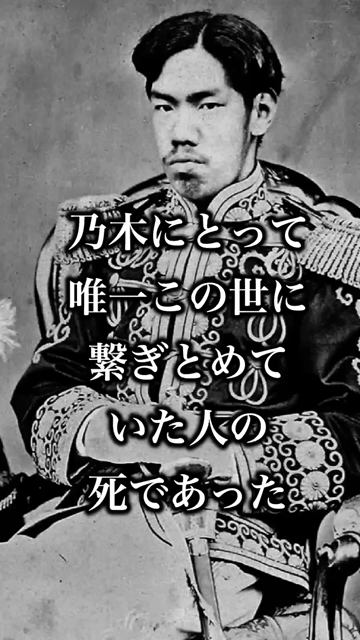 乃木にとって
唯一この世に
繋ぎとめて
いた人の
死であった